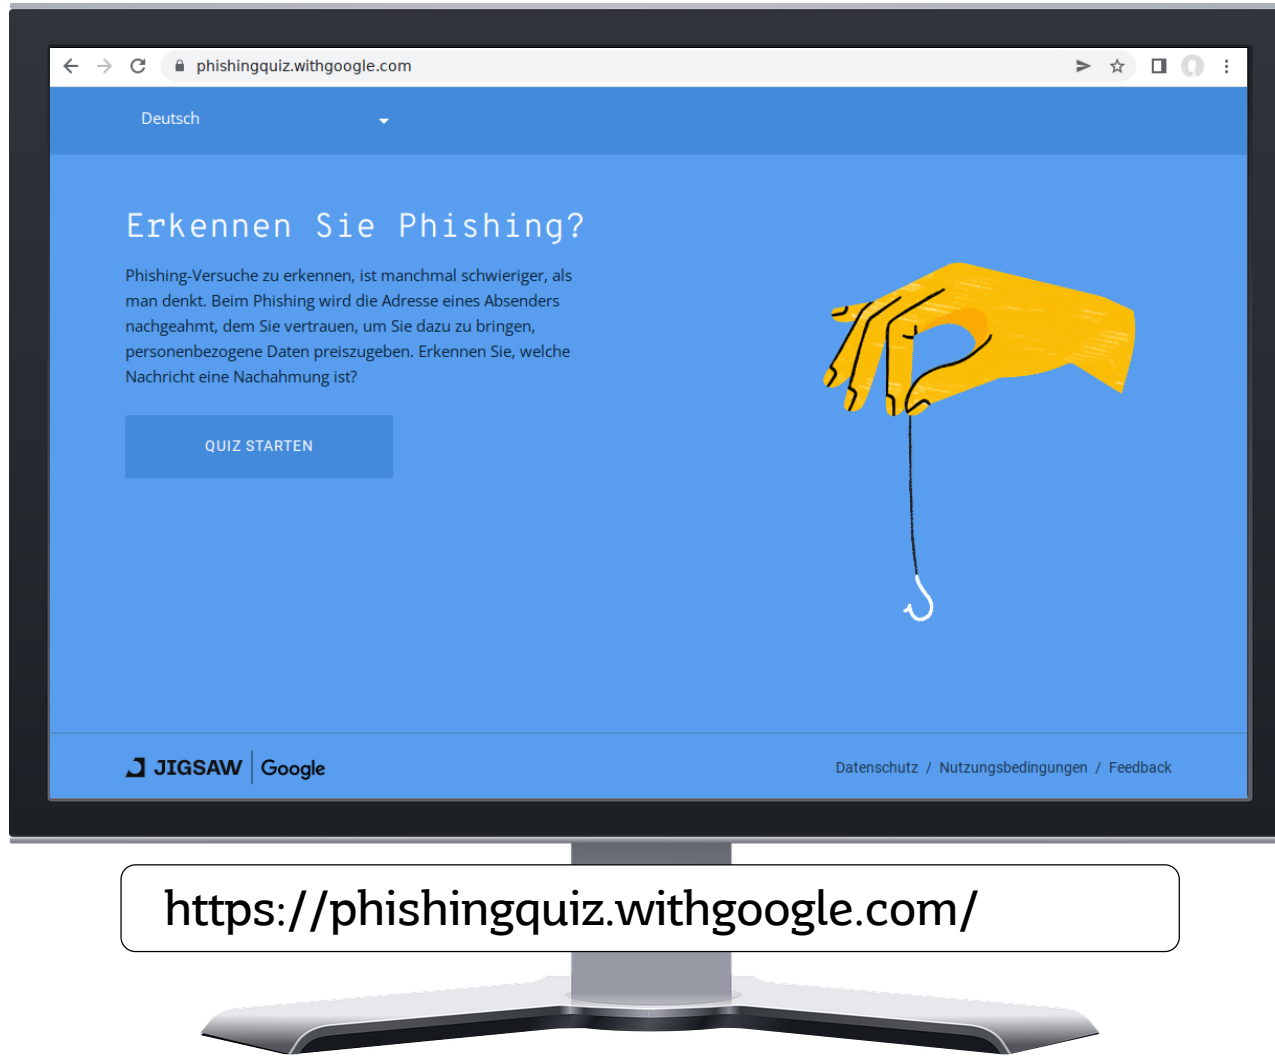 phishingquiz.withgoogle.com
Deutsch
Erkennen Sie Phishing?
Phishing-Versuche zu erkennen, ist manchmal schwieriger, als
man denkt. Beim Phishing wird die Adresse eines Absenders
nachgeahmt, dem Sie vertrauen, um Sie dazu zu bringen,
personenbezogene Daten preiszugeben. Erkennen Sie, welche
Nachricht eine Nachahmung ist?
QUIZ STARTEN
JIGSAW | Google
Datenschutz / Nutzungsbedingungen / Feedback
https://phishingquiz.withgoogle.com/